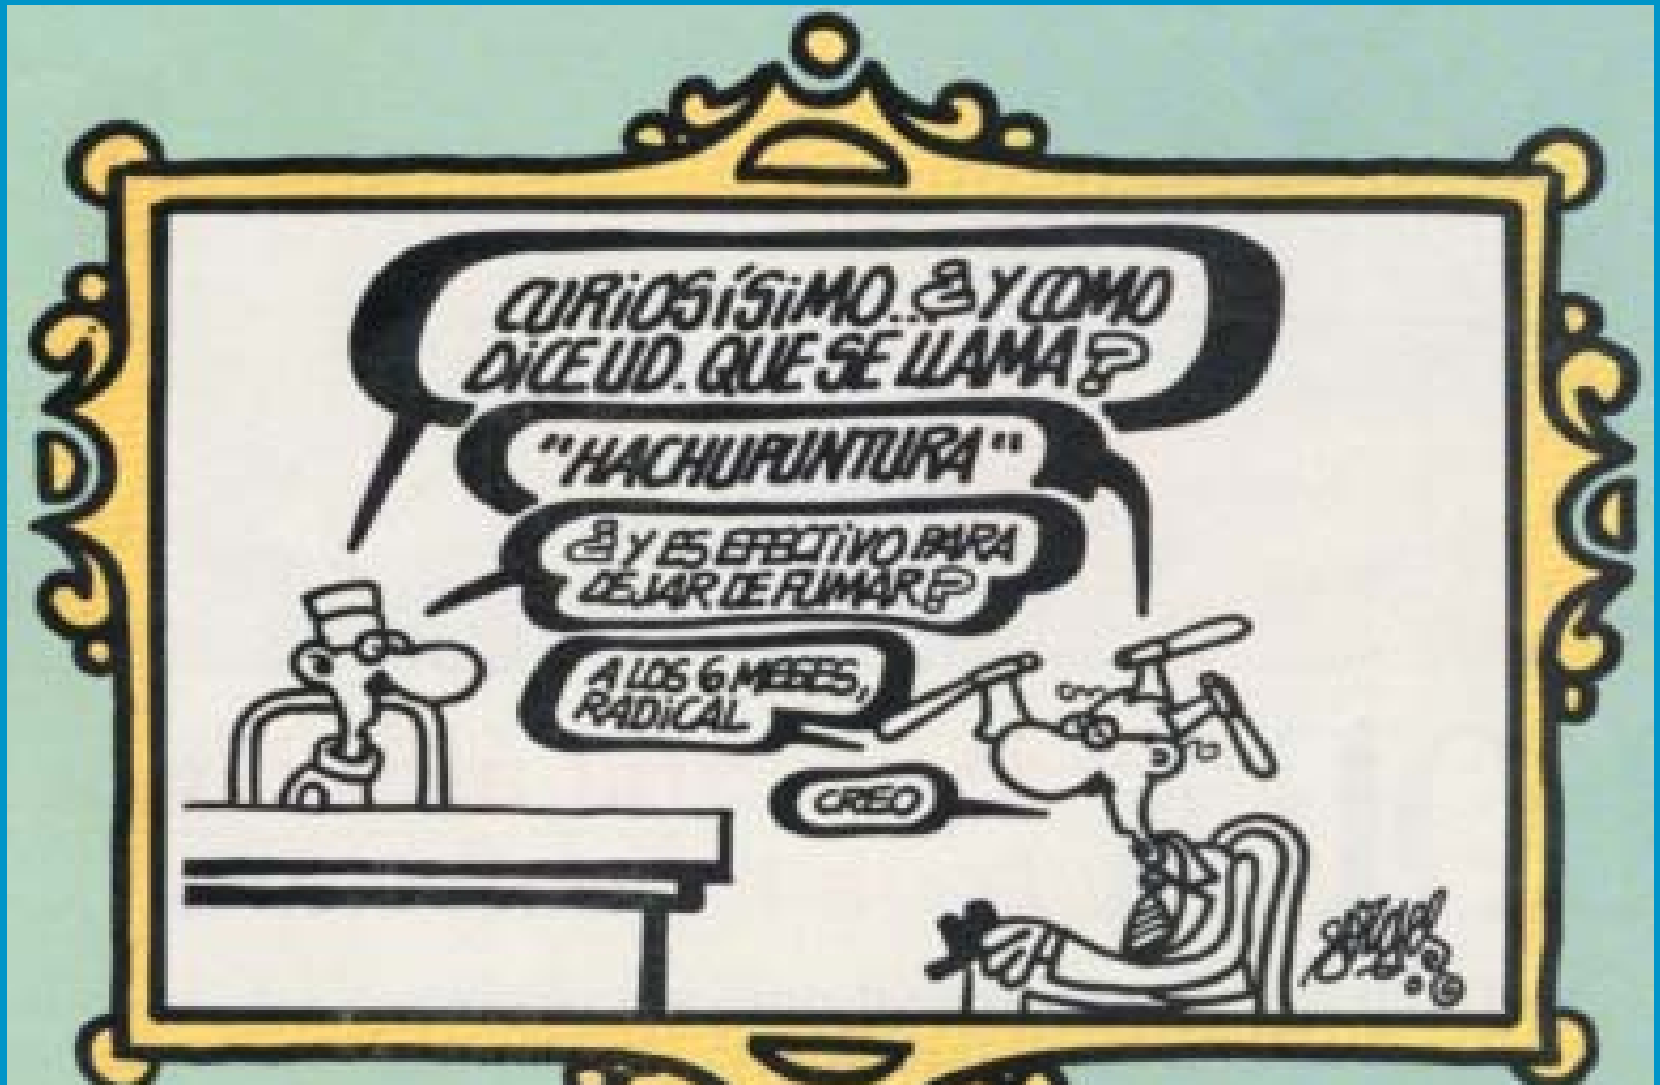 CURiOSÍSiMO...¿Y COMO
DiCE UD. QUE SE LLAMA?
"HACHUPUNTURA"
¿Y ES EFECTiVO PARA
DEJAR DE FUMAR?
A LOS 6 MESES,
RADiCAL
CREO
forges